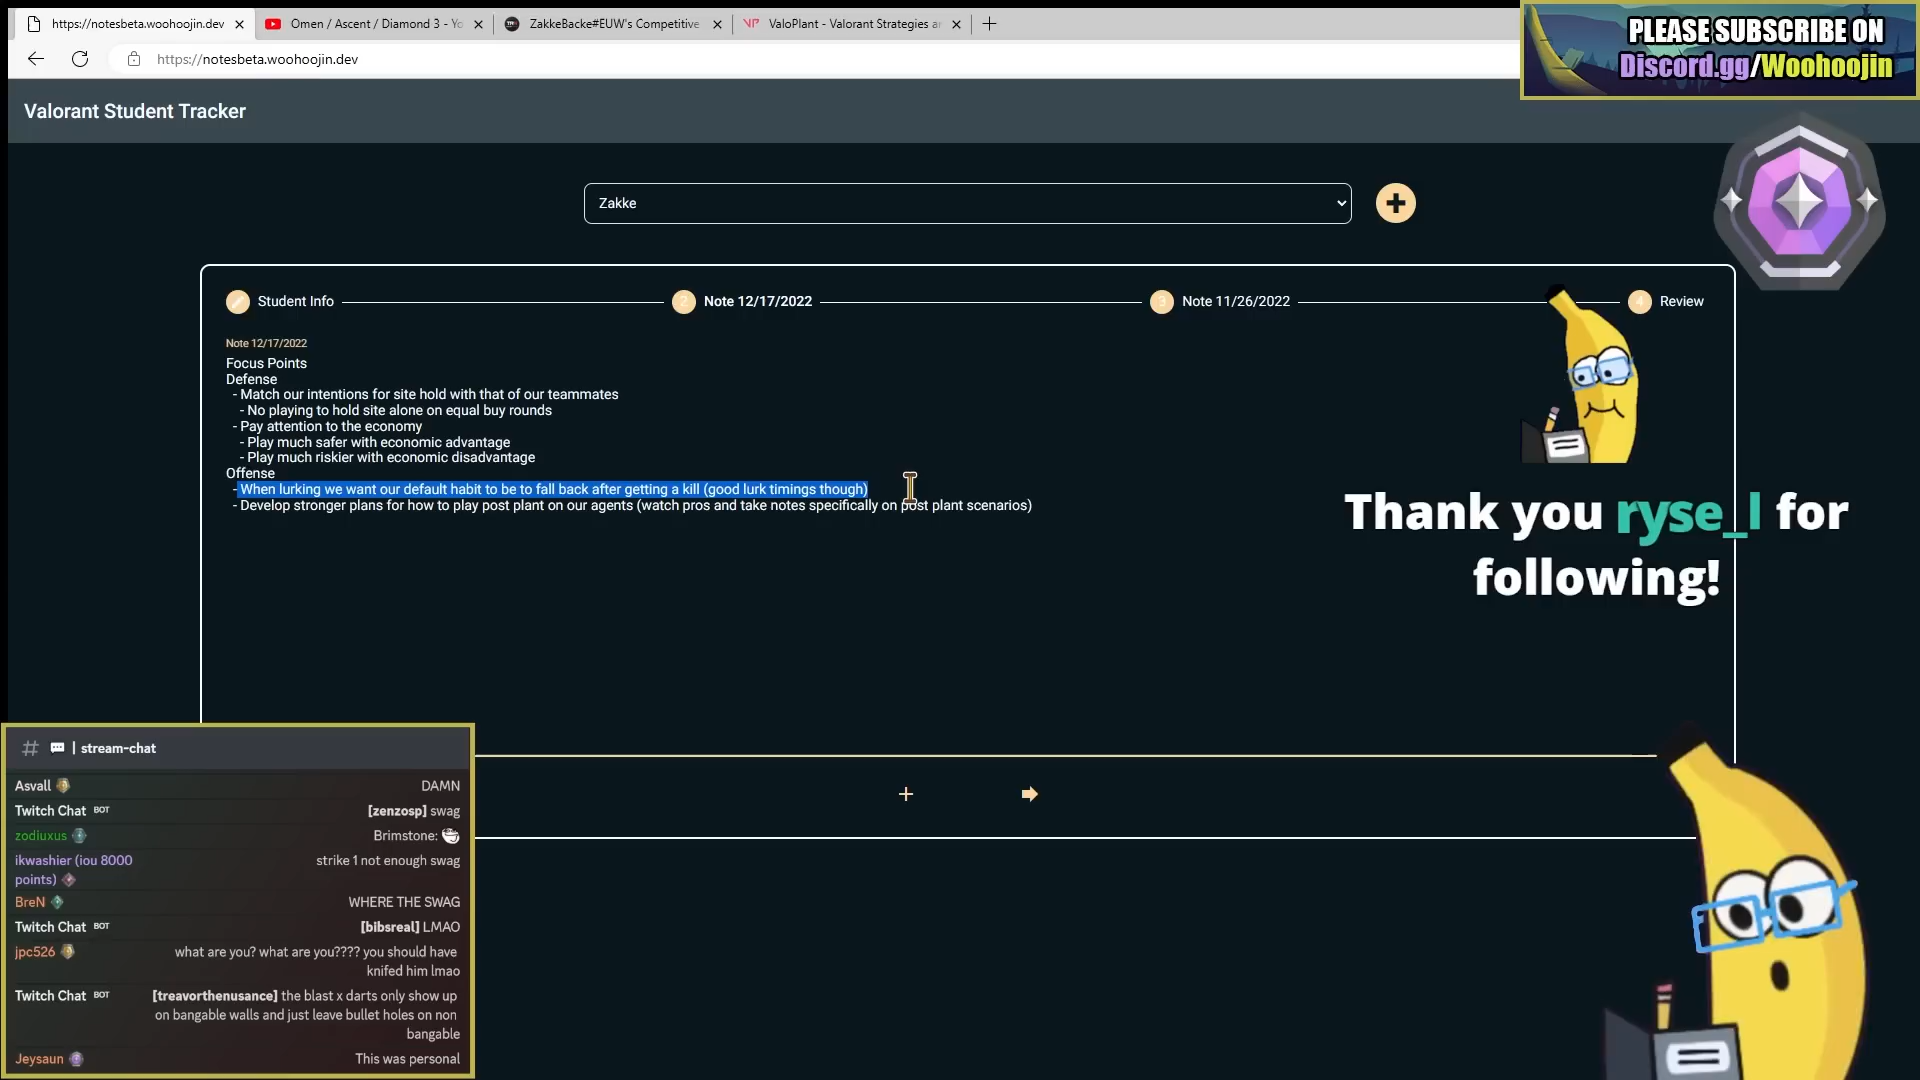 https://notesbeta.woohoojin.dev
Omen / Ascent / Diamond 3 - Yo
ZakkeBacke#EUW's Competitive
ValoPlant - Valorant Strategies a
https://notesbeta.woohoojin.dev
PLEASE SUBSCRIBE ON
Discord.gg/Woohoojin
Valorant Student Tracker
Zakke
Student Info
2 Note 12/17/2022
3 Note 11/26/2022
4 Review
Note 12/17/2022
Focus Points
Defense
- Match our intentions for site hold with that of our teammates
- No playing to hold site alone on equal buy rounds
- Pay attention to the economy
- Play much safer with economic advantage
- Play much riskier with economic disadvantage
Offense
- When lurking we want our default habit to be to fall back after getting a kill (good lurk timings though)
- Develop stronger plans for how to play post plant on our agents (watch pros and take notes specifically on post plant scenarios)
Thank you ryse_l for
following!
# | stream-chat
Asvall DAMN
Twitch Chat BOT [zenzosp] swag
zodiuxus Brimstone:
ikwashier (iou 8000 strike 1 not enough swag
points)
BreN WHERE THE SWAG
Twitch Chat BOT [bibsreal] LMAO
jpc526 what are you? what are you???? you should have
knifed him lmao
Twitch Chat BOT [treavorthenusance] the blast x darts only show up
on bangable walls and just leave bullet holes on non
bangable
Jeysaun This was personal